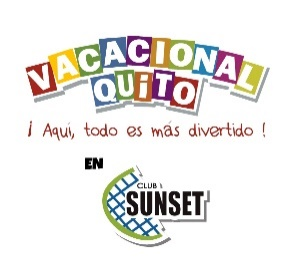 VACACIONAL
QUITO
¡ Aquí, todo es más divertido !
EN
CLUB
SUNSET